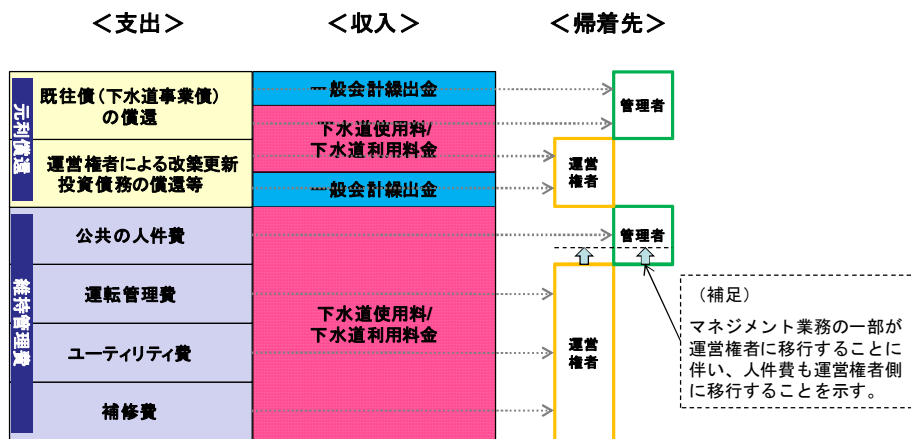 ＜支出＞
＜収入＞
＜帰着先＞
元利償還
既往債（下水道事業債）
の償還
運営権者による改築更新
投資債務の償還等
一般会計繰出金
下水道使用料/
下水道利用料金
一般会計繰出金
管理者
運営
権者
維持管理費
公共の人件費
運転管理費
ユーティリティ費
補修費
下水道使用料/
下水道利用料金
管理者
運営
権者
（補足）
マネジメント業務の一部が
運営権者に移行することに
伴い、人件費も運営権者側
に移行することを示す。